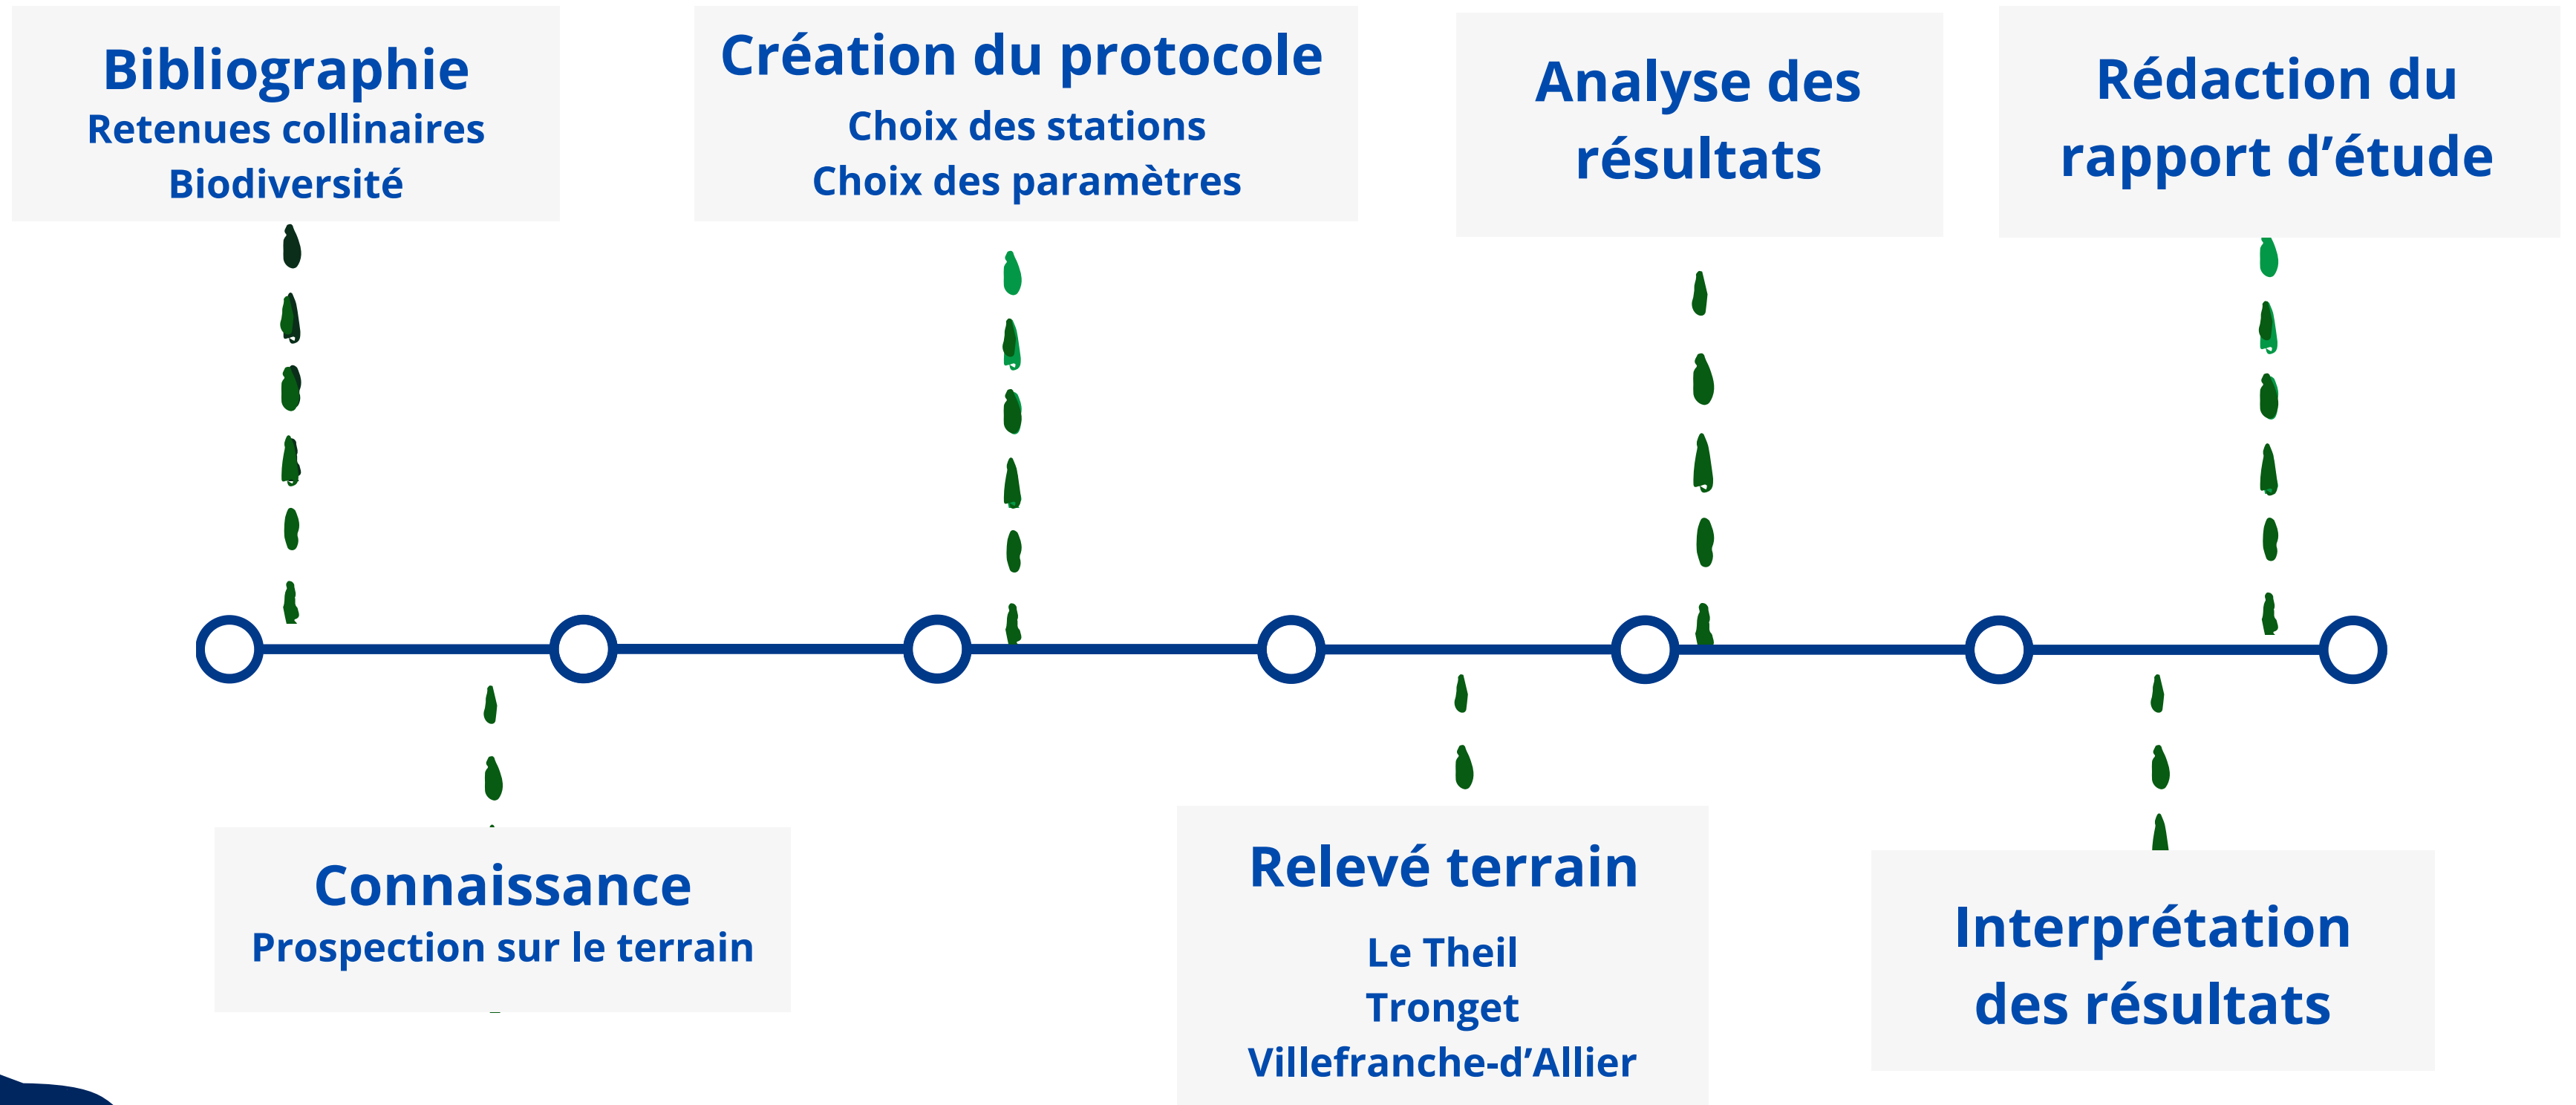 Bibliographie
Retenues collinaires
Biodiversité
Création du protocole
Choix des stations
Choix des paramètres
Analyse des
résultats
Rédaction du
rapport d’étude
Connaissance
Prospection sur le terrain
Relevé terrain
Le Theil
Tronget
Villefranche-d’Allier
Interprétation
des résultats